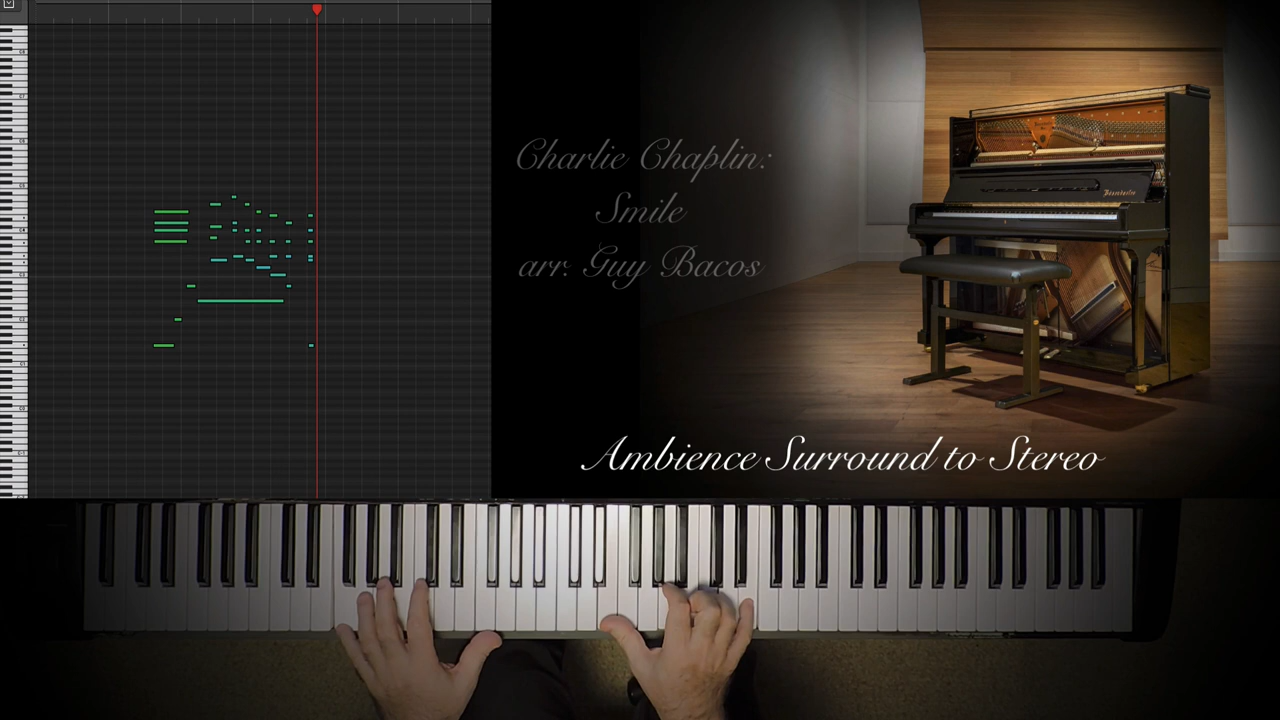 Charlie Chaplin:
Smile
arr. Guy Bacos
Ambience Surround to Stereo